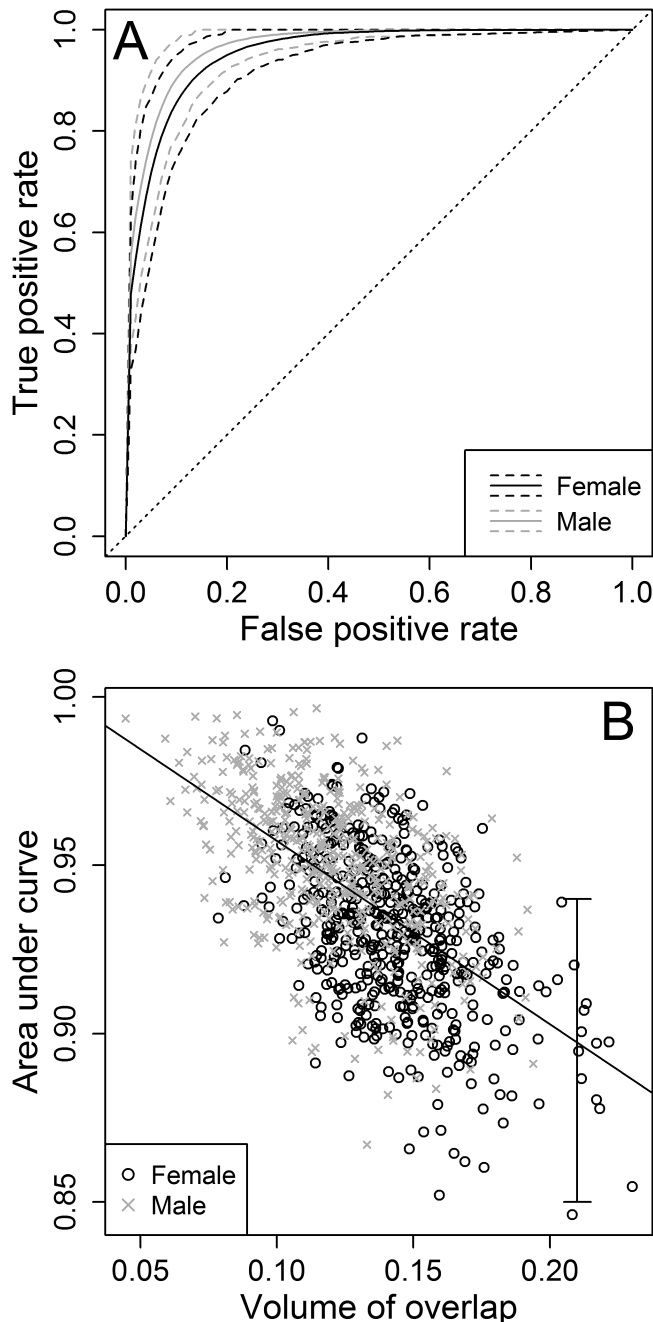 A
1.0
0.8
0.6
0.4
0.2
0.0
True positive rate
Female
Male
0.0 0.2 0.4 0.6 0.8 1.0
False positive rate
B
1.00
0.95
0.90
0.85
Area under curve
Female
Male
0.05 0.10 0.15 0.20
Volume of overlap